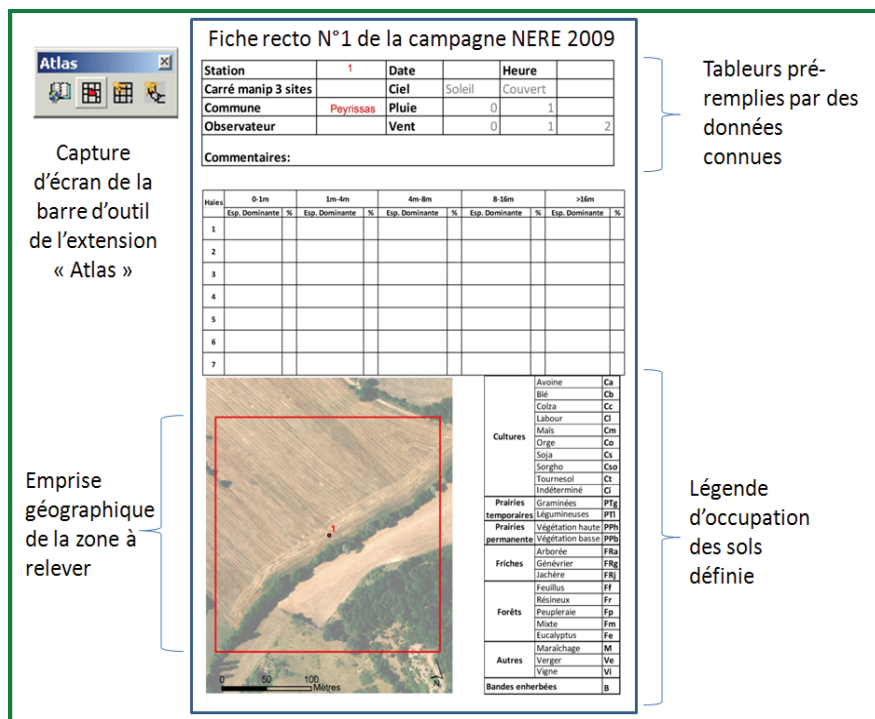 Fiche recto N°1 de la campagne NERE 2009
Atlas
Capture
d'écran de la
barre d'outil
de l'extension
« Atlas »
Station 1 Date Heure
Carré manip 3 sites Ciel Soleil Couvert
Commune Peyrissas Pluie 0 1
Observateur Vent 0 1 2
Commentaires:
Tableurs pré-
remplies par des
données
connues
Haies 0-1m 1m-4m 4m-8m 8-16m >16m
Esp. Dominante % Esp. Dominante % Esp. Dominante % Esp. Dominante % Esp. Dominante %
1
2
3
4
5
6
7
Emprise
géographique
de la zone à
relever
1
0 50 100
Mètres
N
Cultures
Avoine Ca
Blé Cb
Colza Cc
Labour Cl
Maïs Cm
Orge Co
Soja Cs
Sorgho Cso
Tournesol Ct
Indéterminé Ci
Prairies
temporaires
Graminées PTg
Légumineuses PTl
Prairies
permanente
Végétation haute PPh
Végétation basse PPb
Friches
Arborée FRa
Génévrier FRg
Jachère FRj
Forêts
Feuillus Ff
Résineux Fr
Peupleraie Fp
Mixte Fm
Eucalyptus Fe
Autres
Maraîchage M
Verger Ve
Vigne Vi
Bandes enherbées B
Légende
d'occupation
des sols
définie